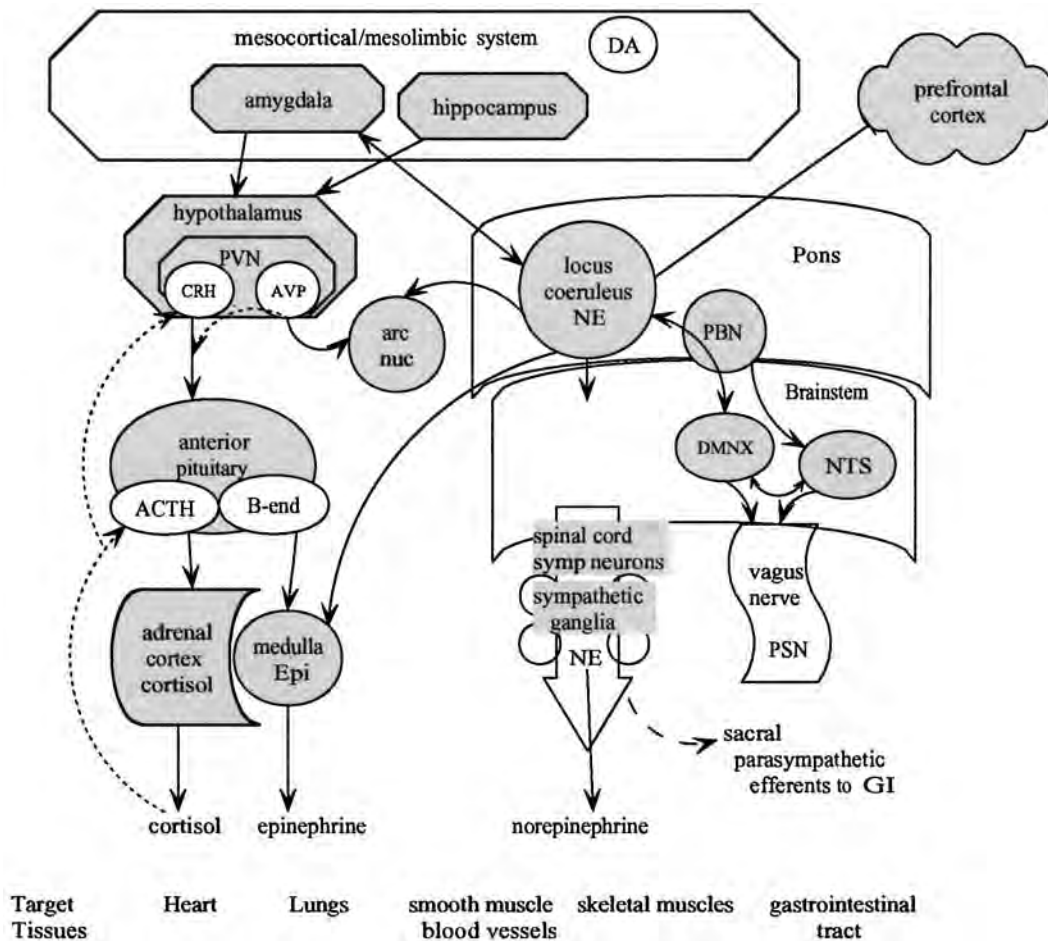 mesocortical/mesolimbic system
DA
amygdala
hippocampus
prefrontal
cortex
hypothalamus
PVN
CRH
AVP
locus
coeruleus
NE
Pons
PBN
arc
nuc
Brainstem
DMNX
NTS
anterior
pituitary
ACTH
B-end
spinal cord
symp neurons
sympathetic
ganglia
NE
vagus
nerve
PSN
adrenal
cortex
cortisol
medulla
Epi
sacral
parasympathetic
efferents to GI
cortisol
epinephrine
norepinephrine
Target
Tissues
Heart
Lungs
smooth muscle
blood vessels
skeletal muscles
gastrointestinal
tract